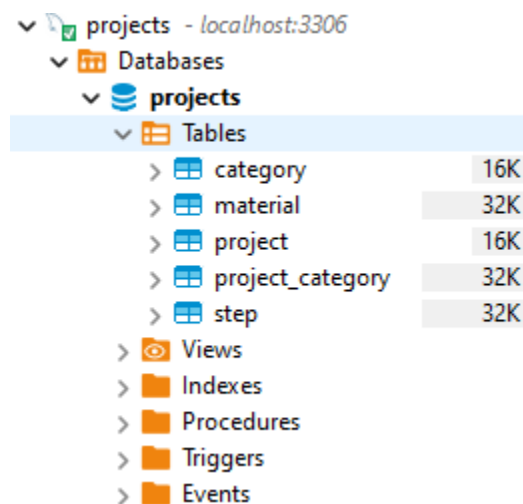 projects - localhost:3306
Databases
projects
Tables
category 16K
material 32K
project 16K
project_category 32K
step 32K
Views
Indexes
Procedures
Triggers
Events